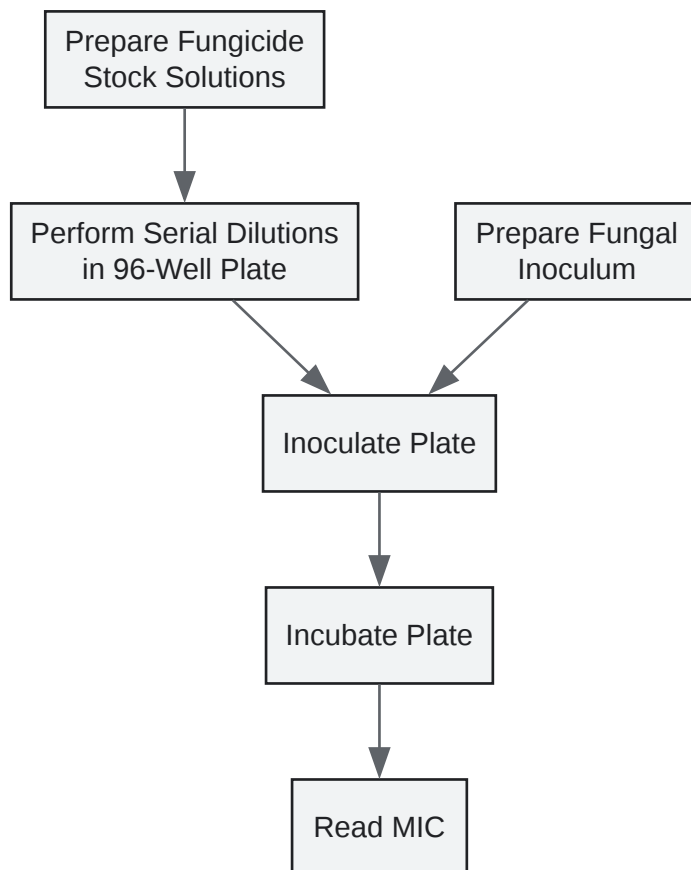 Prepare Fungicide
Stock Solutions
Perform Serial Dilutions
in 96-Well Plate
Prepare Fungal
Inoculum
Inoculate Plate
Incubate Plate
Read MIC